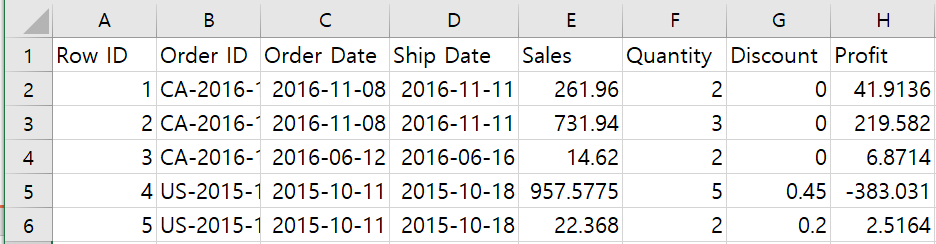 A B C D E F G H
1 Row ID Order ID Order Date Ship Date Sales Quantity Discount Profit
2 1 CA-2016-1 2016-11-08 2016-11-11 261.96 2 0 41.9136
3 2 CA-2016-1 2016-11-08 2016-11-11 731.94 3 0 219.582
4 3 CA-2016-1 2016-06-12 2016-06-16 14.62 2 0 6.8714
5 4 US-2015-1 2015-10-11 2015-10-18 957.5775 5 0.45 -383.031
6 5 US-2015-1 2015-10-11 2015-10-18 22.368 2 0.2 2.5164